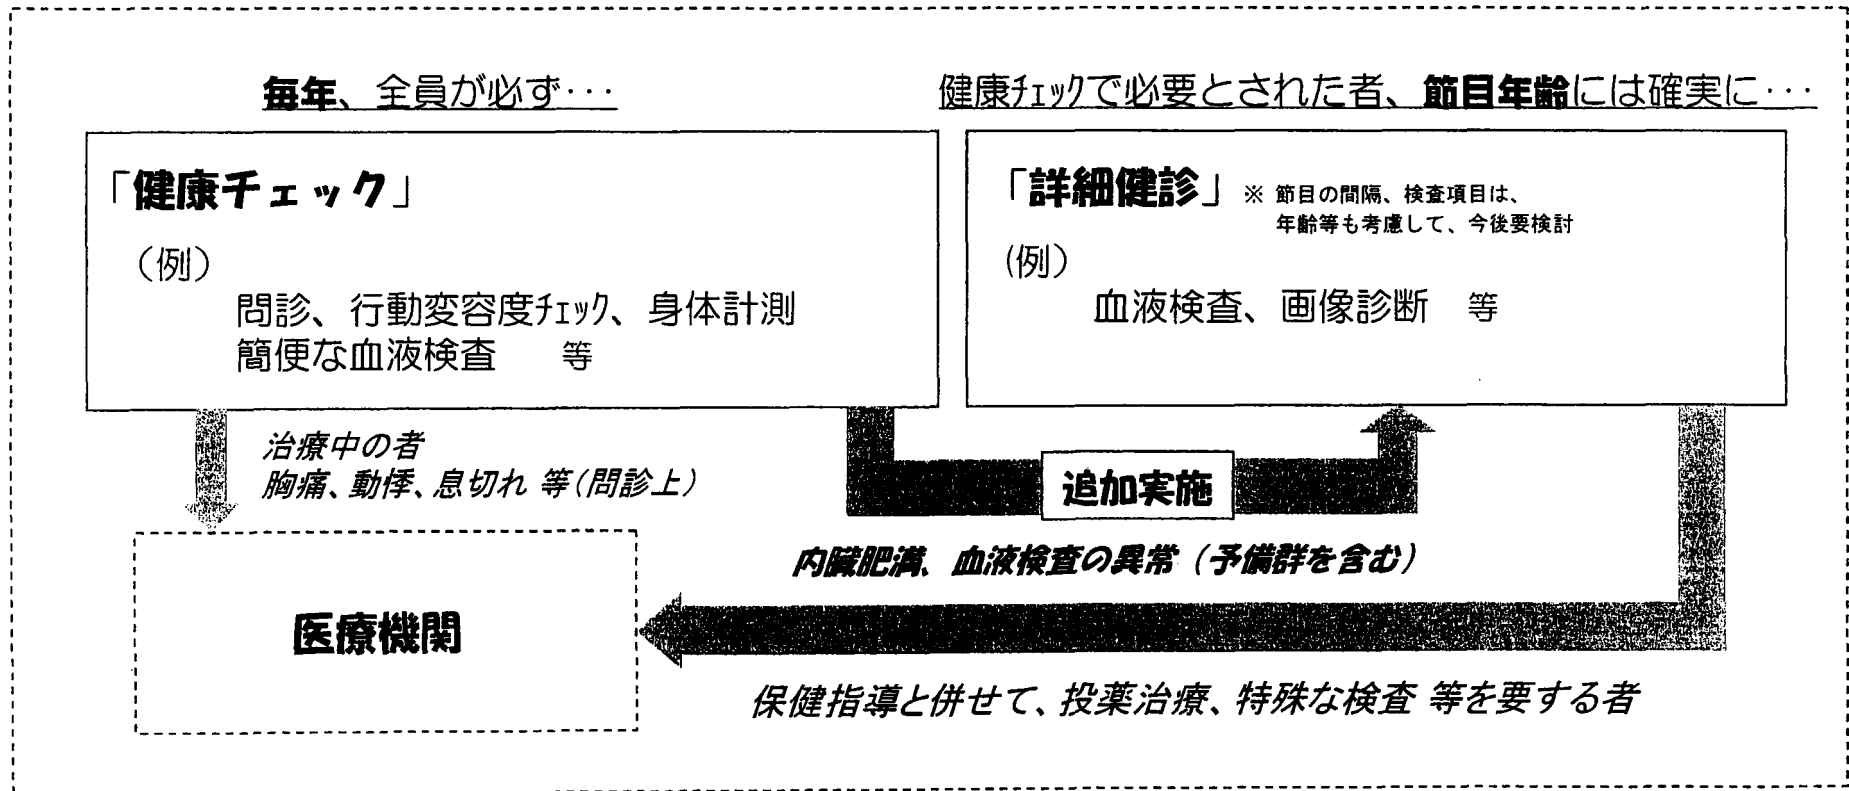 毎年、全員が必ず･･･
健康ﾁｪｯｸで必要とされた者、節目年齢には確実に･･･
「健康チェック」
（例）
問診、行動変容度ﾁｪｯｸ、身体計測
簡便な血液検査　等
「詳細健診」 ※ 節目の間隔、検査項目は、
年齢等も考慮して、今後要検討
（例）
血液検査、画像診断　等
治療中の者
胸痛、動悸、息切れ 等（問診上）
追加実施
内臓肥満、血液検査の異常（予備群を含む）
医療機関
保健指導と併せて、投薬治療、特殊な検査 等を要する者